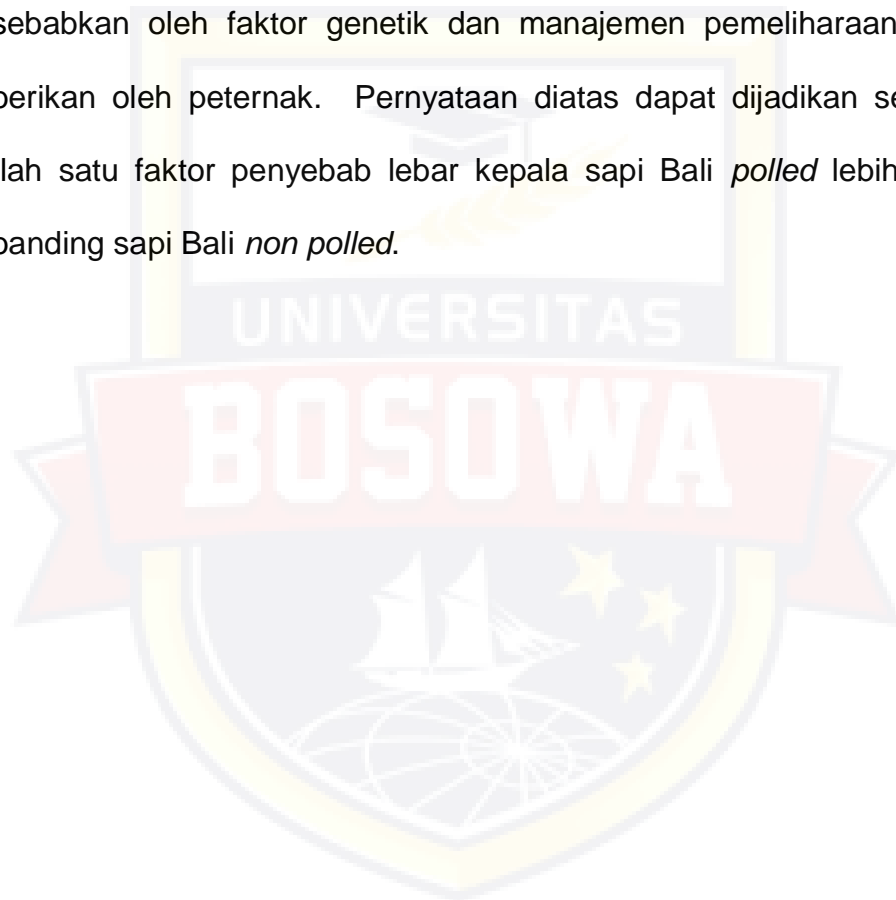 sebabkan oleh faktor genetik dan manajemen pemeliharaan
berikan oleh peternak. Pernyataan diatas dapat dijadikan se
lah satu faktor penyebab lebar kepala sapi Bali polled lebih
banding sapi Bali non polled.
UNIVERSITAS
BOSOWA